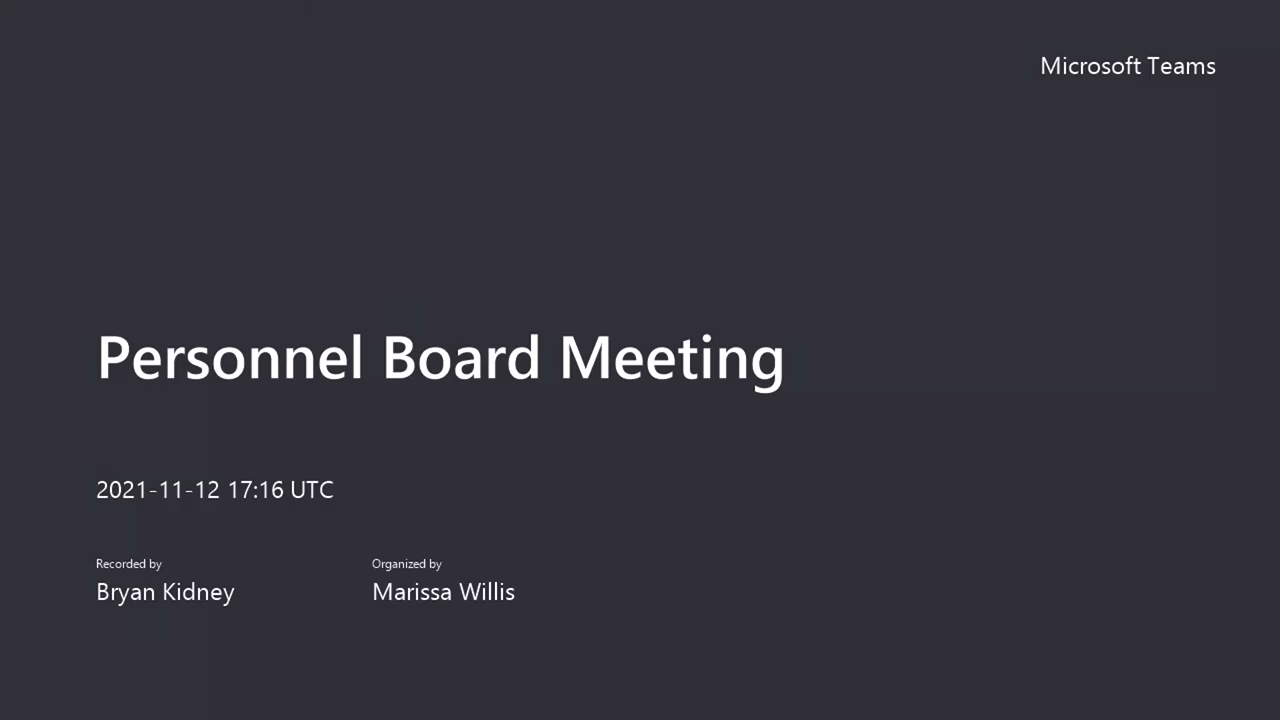 Microsoft Teams
Personnel Board Meeting
2021-11-12 17:16 UTC
Recorded by
Bryan Kidney
Organized by
Marissa Willis